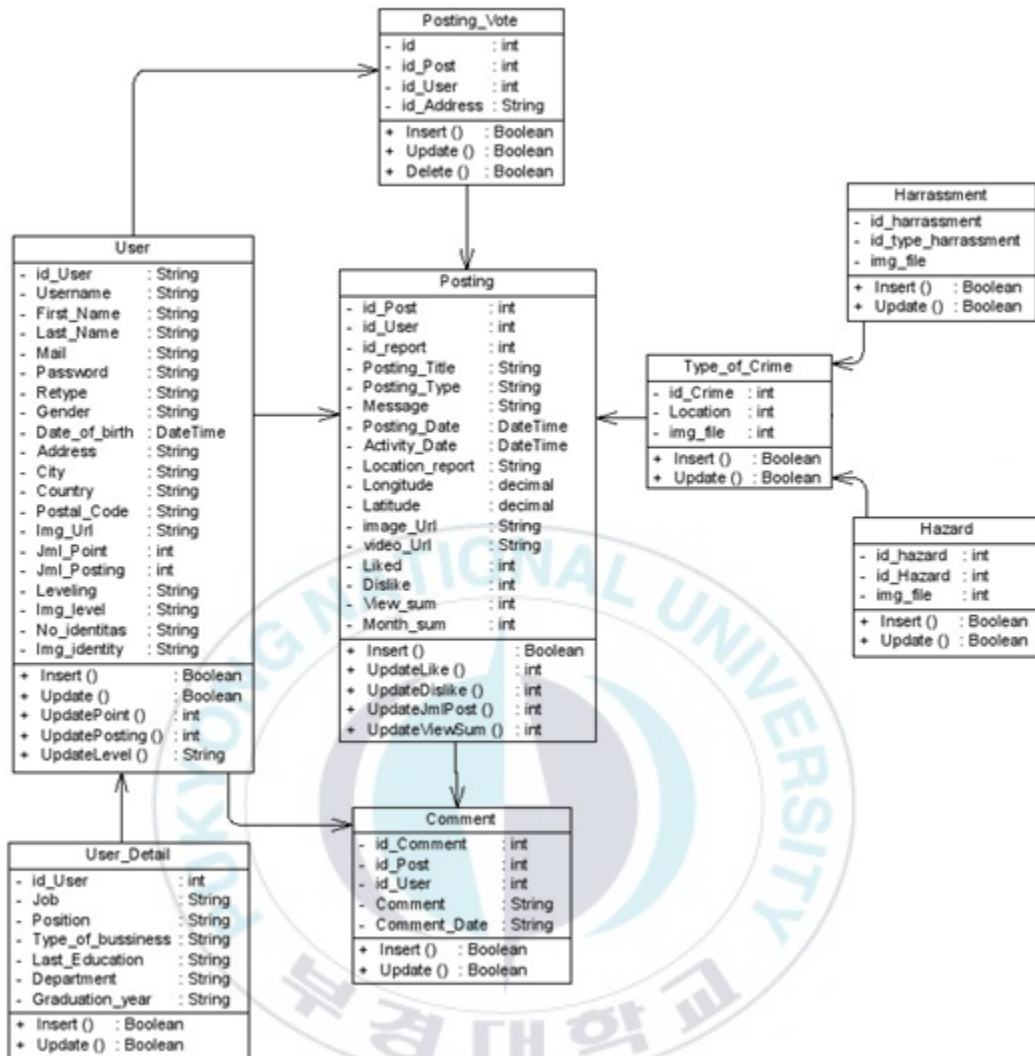 Posting_Vote
- id : int
- id_Post : int
- id_User : int
- id_Address : String
+ Insert () : Boolean
+ Update () : Boolean
+ Delete () : Boolean
User
- id_User : String
- Username : String
- First_Name : String
- Last_Name : String
- Mail : String
- Password : String
- Retype : String
- Gender : String
- Date_of_birth : DateTime
- Address : String
- City : String
- Country : String
- Postal_Code : String
- Img_Url : String
- Jml_Point : int
- Jml_Posting : int
- Leveling : String
- Img_level : String
- No_identitas : String
- Img_identity : String
+ Insert () : Boolean
+ Update () : Boolean
+ UpdatePoint () : int
+ UpdatePosting () : int
+ UpdateLevel () : String
Posting
- id_Post : int
- id_User : int
- id_report : int
- Posting_Title : String
- Posting_Type : String
- Message : String
- Posting_Date : DateTime
- Activity_Date : DateTime
- Location_report : String
- Longitude : decimal
- Latitude : decimal
- image_Url : String
- video_Url : String
- Liked : int
- Dislike : int
- View_sum : int
- Month_sum : int
+ Insert () : Boolean
+ UpdateLike () : int
+ UpdateDislike () : int
+ UpdateJmlPost () : int
+ UpdateViewSum () : int
Harrassment
- id_harrassment
- id_type_harrassment
- img_file
+ Insert () : Boolean
+ Update () : Boolean
Type_of_Crime
- id_Crime : int
- Location : int
- img_file : int
+ Insert () : Boolean
+ Update () : Boolean
Hazard
- id_hazard : int
- id_Hazard : int
- img_file : int
+ Insert () : Boolean
+ Update () : Boolean
User_Detail
- id_User : int
- Job : String
- Position : String
- Type_of_bussiness : String
- Last_Education : String
- Department : String
- Graduation_year : String
+ Insert () : Boolean
+ Update () : Boolean
Comment
- id_Comment : int
- id_Post : int
- id_User : int
- Comment : String
- Comment_Date : String
+ Insert () : Boolean
+ Update () : Boolean
PUKYONG NATIONAL UNIVERSITY
부경대학교